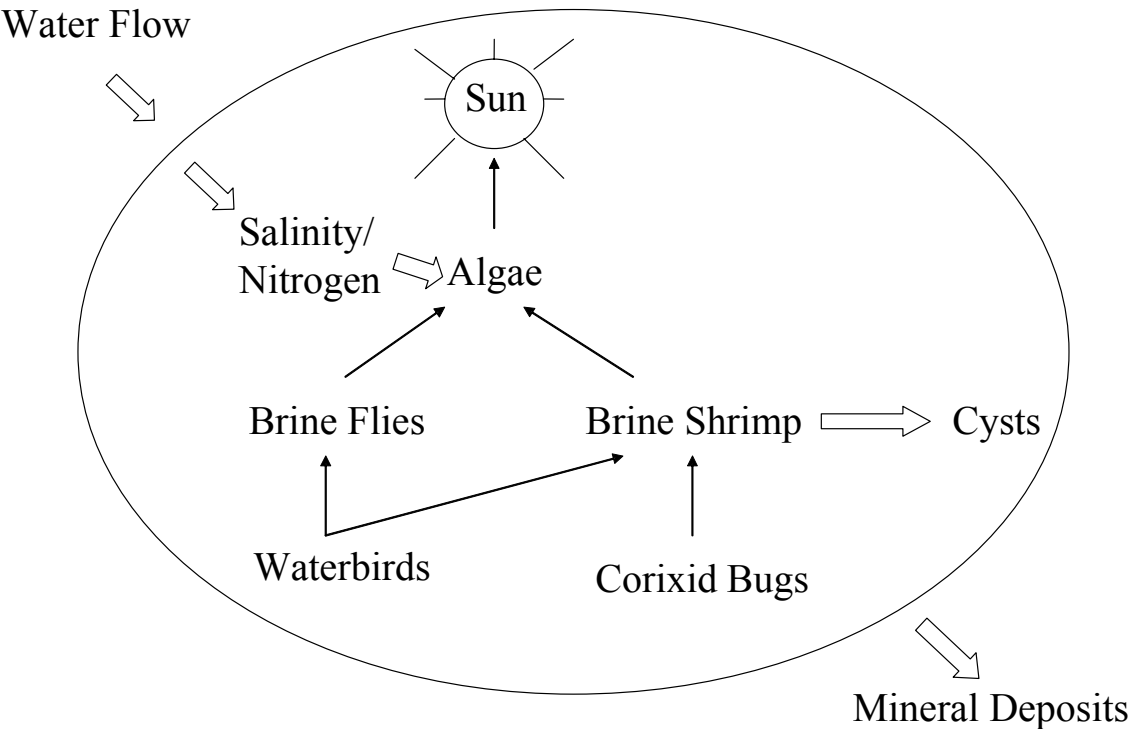 Water Flow
Sun
Salinity/
Nitrogen
Algae
Brine Flies
Brine Shrimp
Cysts
Waterbirds
Corixid Bugs
Mineral Deposits